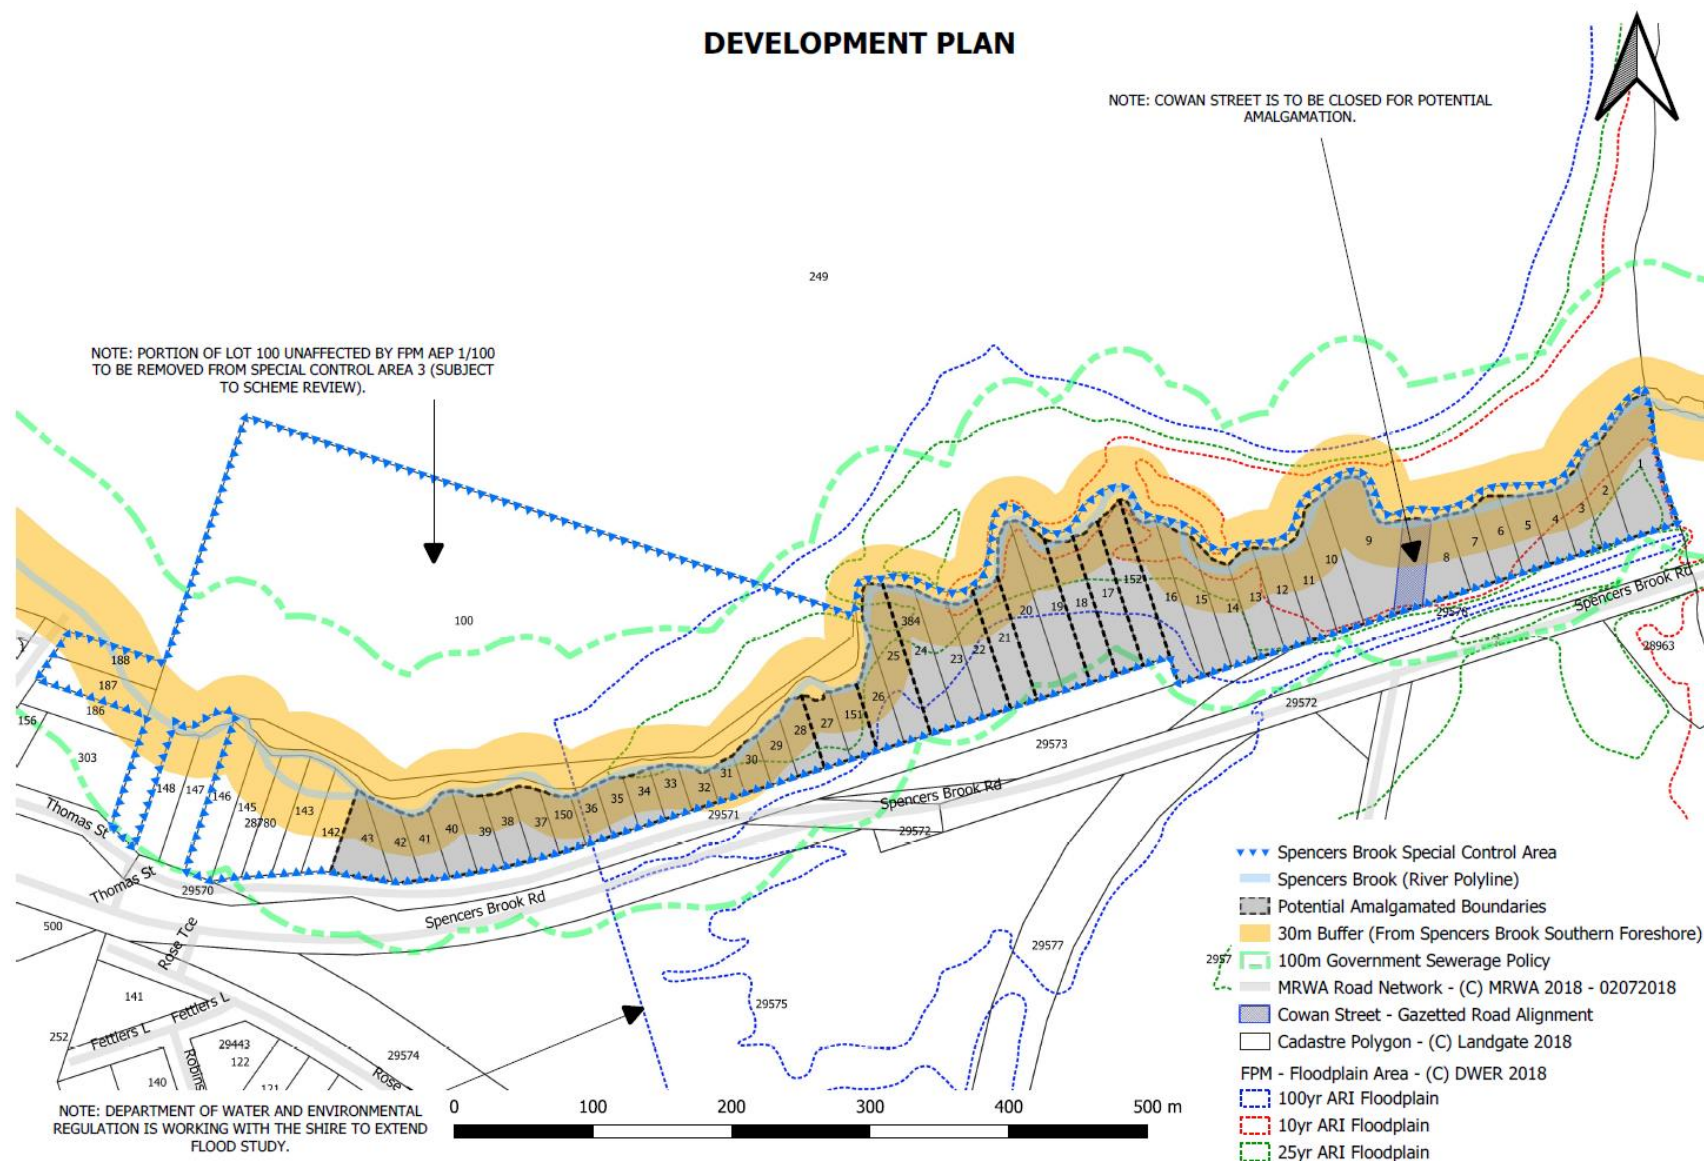 DEVELOPMENT PLAN
NOTE: COWAN STREET IS TO BE CLOSED FOR POTENTIAL
AMALGAMATION.
249
NOTE: PORTION OF LOT 100 UNAFFECTED BY FPM AEP 1/100
TO BE REMOVED FROM SPECIAL CONTROL AREA 3 (SUBJECT
TO SCHEME REVIEW).
100
188
187
186
156
303
148
147
146
145
28780
143
142
43
42
41
40
39
38
37
150
36
35
34
33
32
31
30
29
28
27
151
26
25
384
24
23
22
21
20
19
18
17
152
16
15
14
13
12
11
10
9
8
7
6
5
4
3
2
1
29576
Spencers Brook Rd
28963
29572
29573
Spencers Brook Rd
29572
29571
Spencers Brook Rd
Thomas St
Thomas St
29570
Rose Tce
500
141
252
Fettlers L
Fettlers L
Robins
29443
122
121
140
29574
Rose
29575
29577
2957
NOTE: DEPARTMENT OF WATER AND ENVIRONMENTAL
REGULATION IS WORKING WITH THE SHIRE TO EXTEND
FLOOD STUDY.
0 100 200 300 400 500 m
Spencers Brook Special Control Area
Spencers Brook (River Polyline)
Potential Amalgamated Boundaries
30m Buffer (From Spencers Brook Southern Foreshore)
100m Government Sewerage Policy
MRWA Road Network - (C) MRWA 2018 - 02072018
Cowan Street - Gazetted Road Alignment
Cadastre Polygon - (C) Landgate 2018
FPM - Floodplain Area - (C) DWER 2018
100yr ARI Floodplain
10yr ARI Floodplain
25yr ARI Floodplain